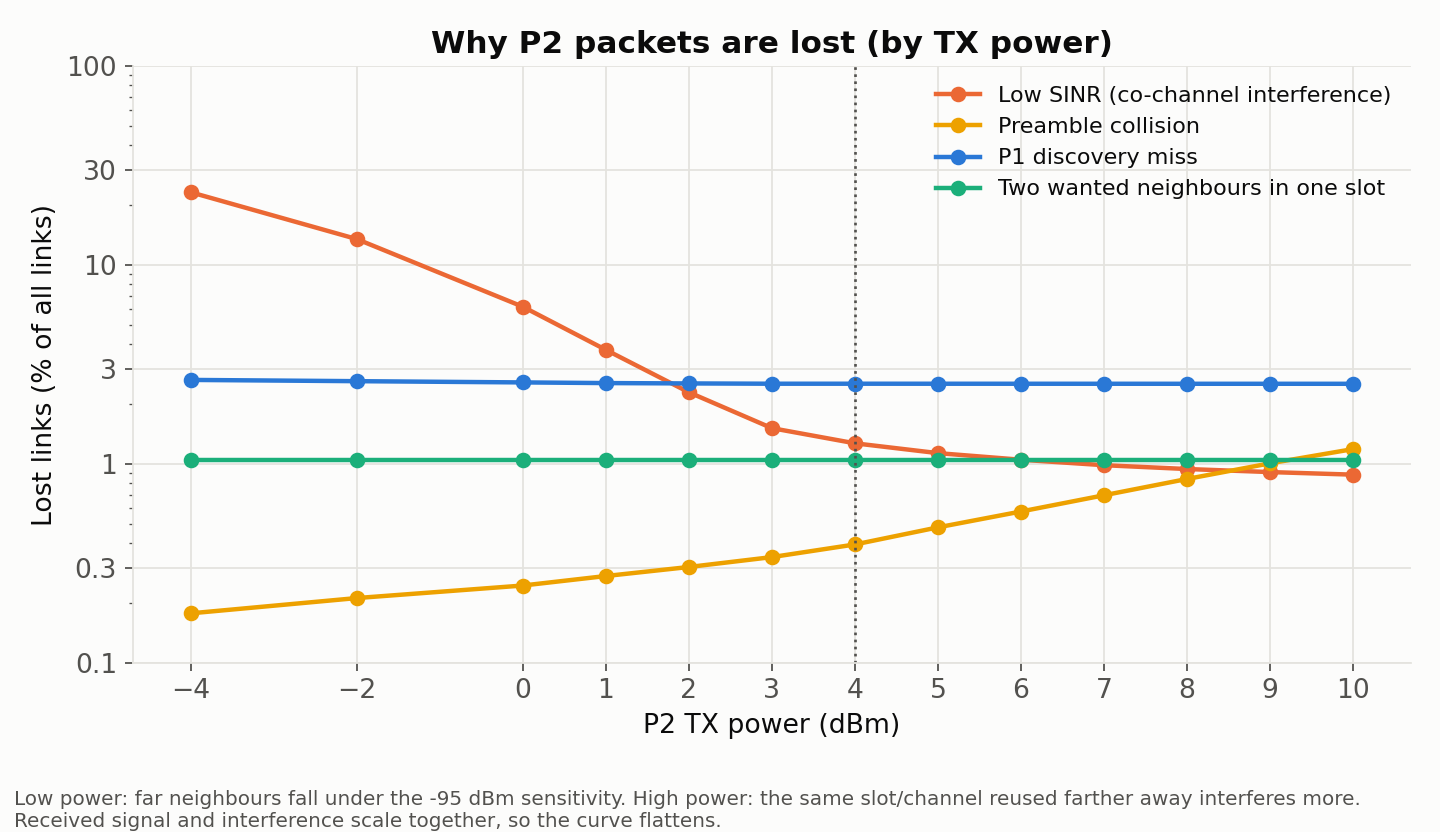 Why P2 packets are lost (by TX power)
Low SINR (co-channel interference)
Preamble collision
P1 discovery miss
Two wanted neighbours in one slot
Lost links (% of all links)
100
30
10
3
1
0.3
0.1
−4 −2 0 1 2 3 4 5 6 7 8 9 10
P2 TX power (dBm)
Low power: far neighbours fall under the -95 dBm sensitivity. High power: the same slot/channel reused farther away interferes more.
Received signal and interference scale together, so the curve flattens.